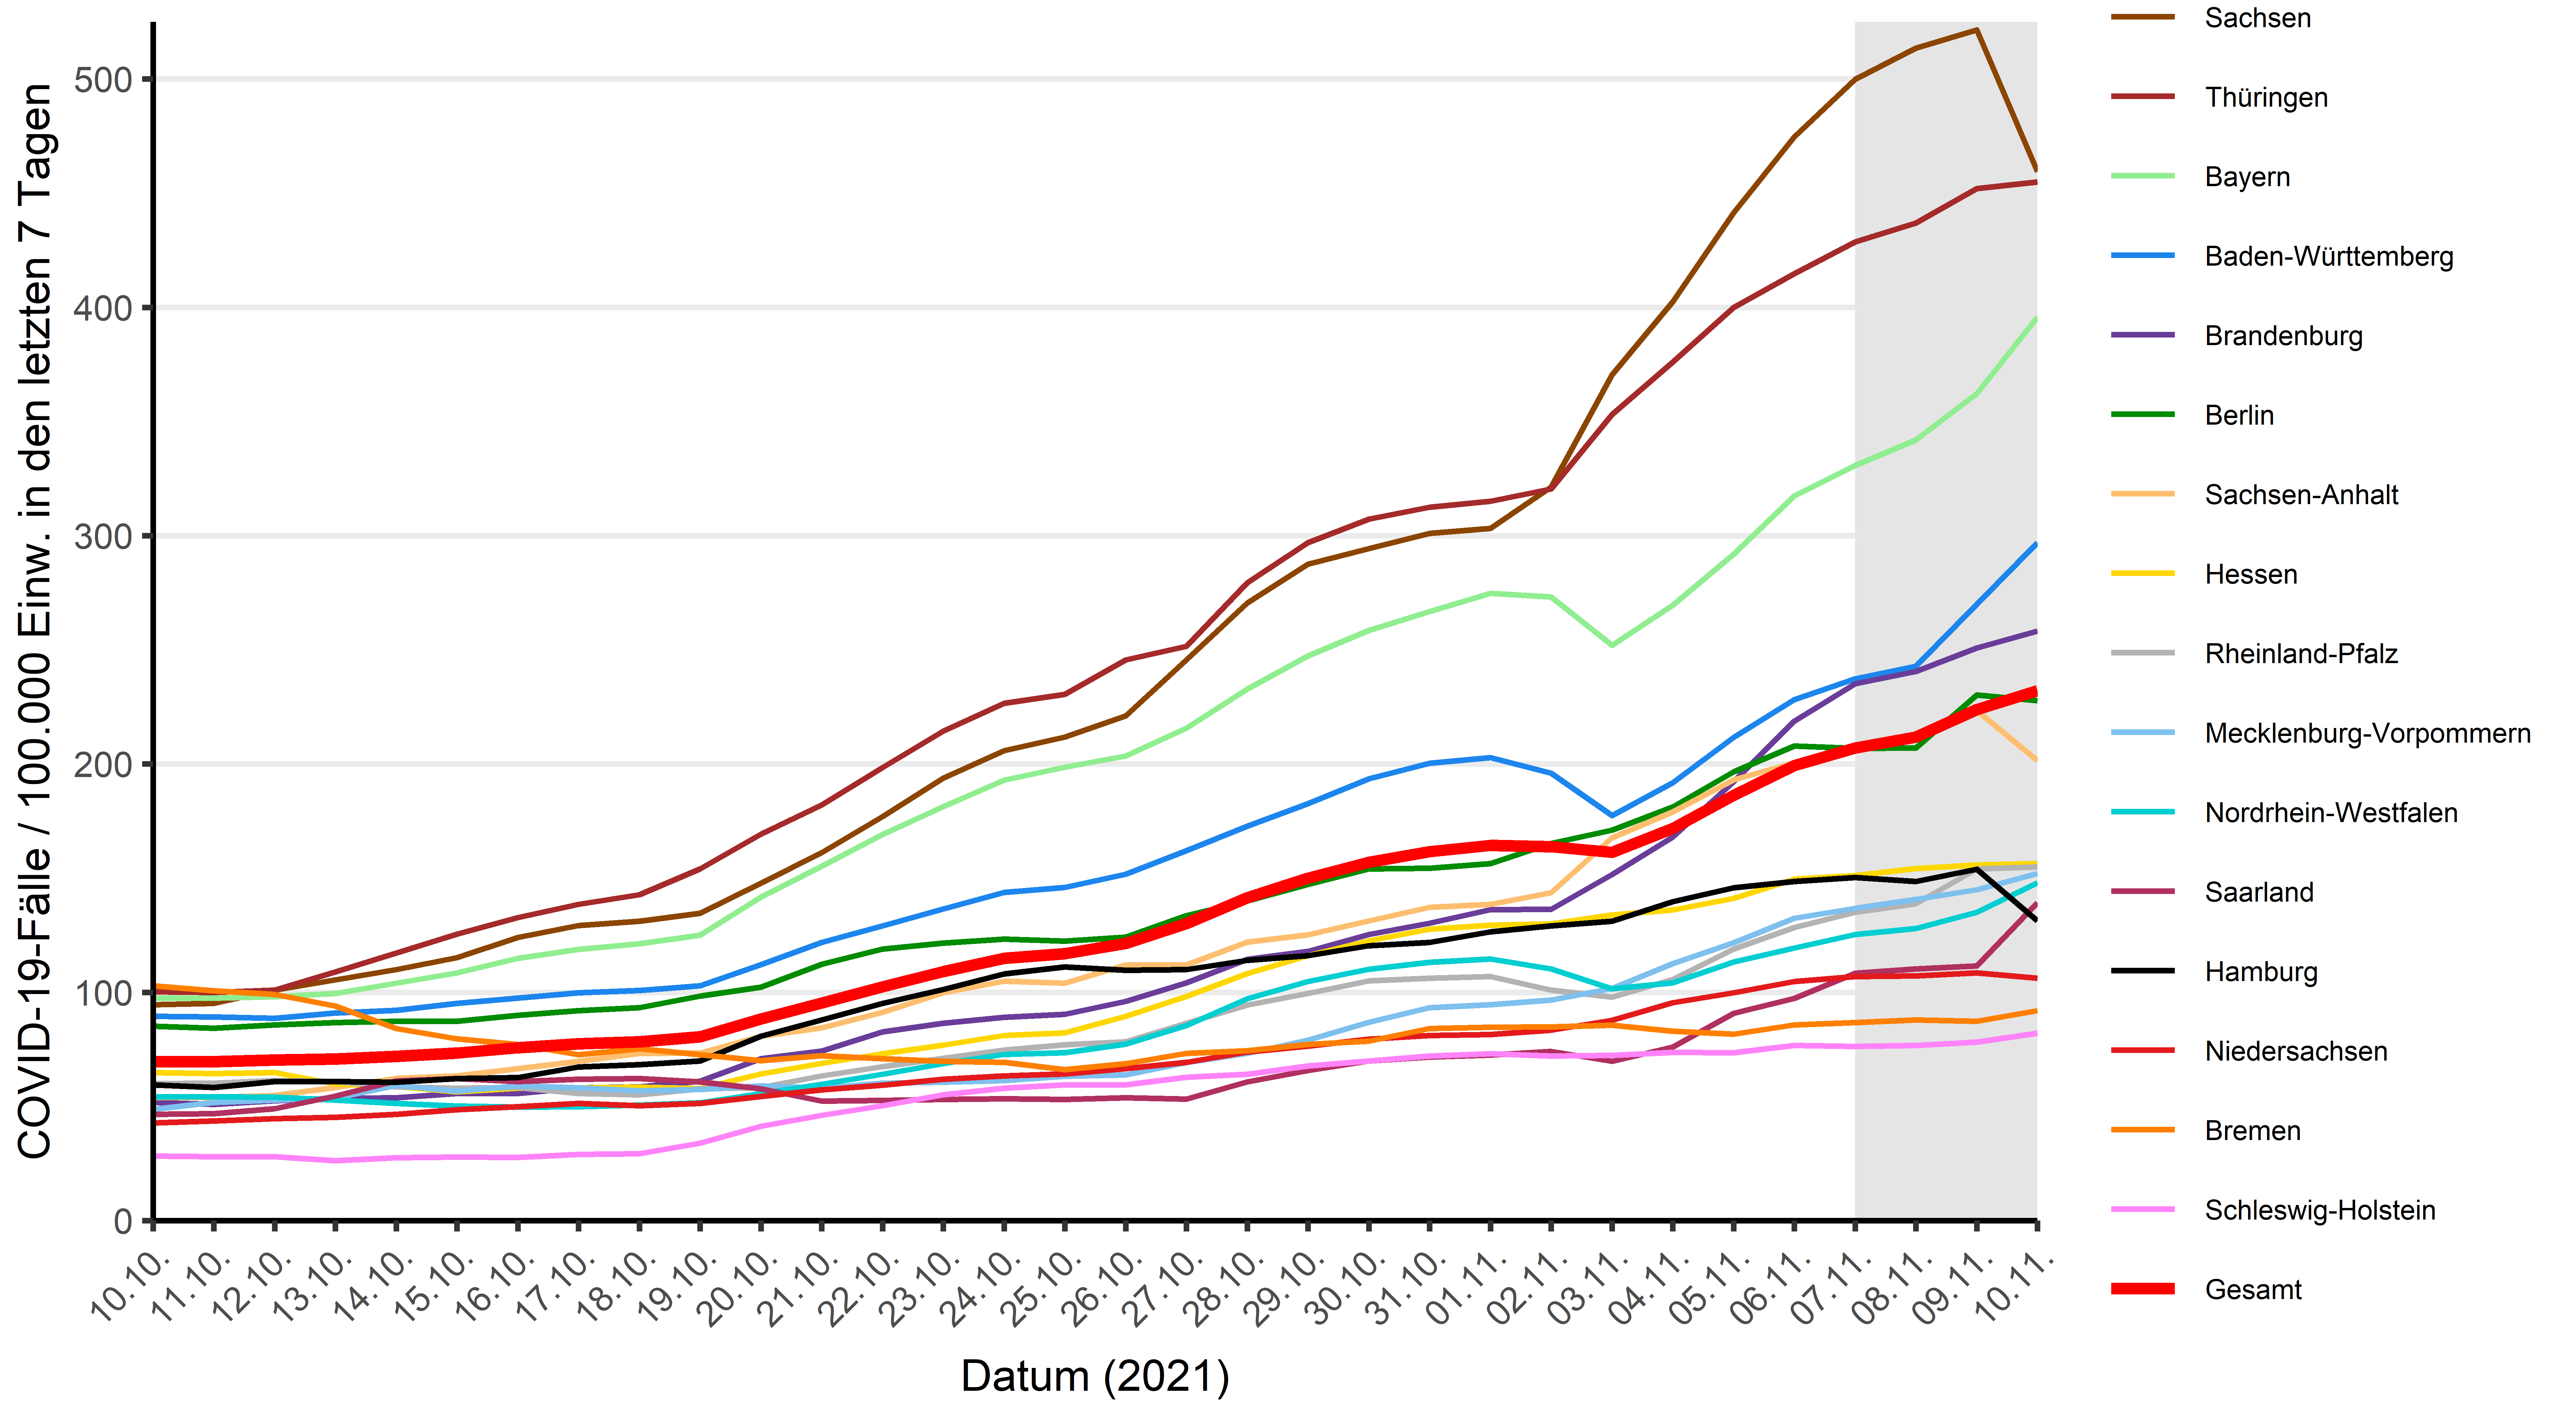 COVID-19-Fälle / 100.000 Einw. in den letzten 7 Tagen
500
400
300
200
100
0
10.10.
11.10.
12.10.
13.10.
14.10.
15.10.
16.10.
17.10.
18.10.
19.10.
20.10.
21.10.
22.10.
23.10.
24.10.
25.10.
26.10.
27.10.
28.10.
29.10.
30.10.
31.10.
01.11.
02.11.
03.11.
04.11.
05.11.
06.11.
07.11.
08.11.
09.11.
10.11.
Datum (2021)
Sachsen
Thüringen
Bayern
Baden-Württemberg
Brandenburg
Berlin
Sachsen-Anhalt
Hessen
Rheinland-Pfalz
Mecklenburg-Vorpommern
Nordrhein-Westfalen
Saarland
Hamburg
Niedersachsen
Bremen
Schleswig-Holstein
Gesamt